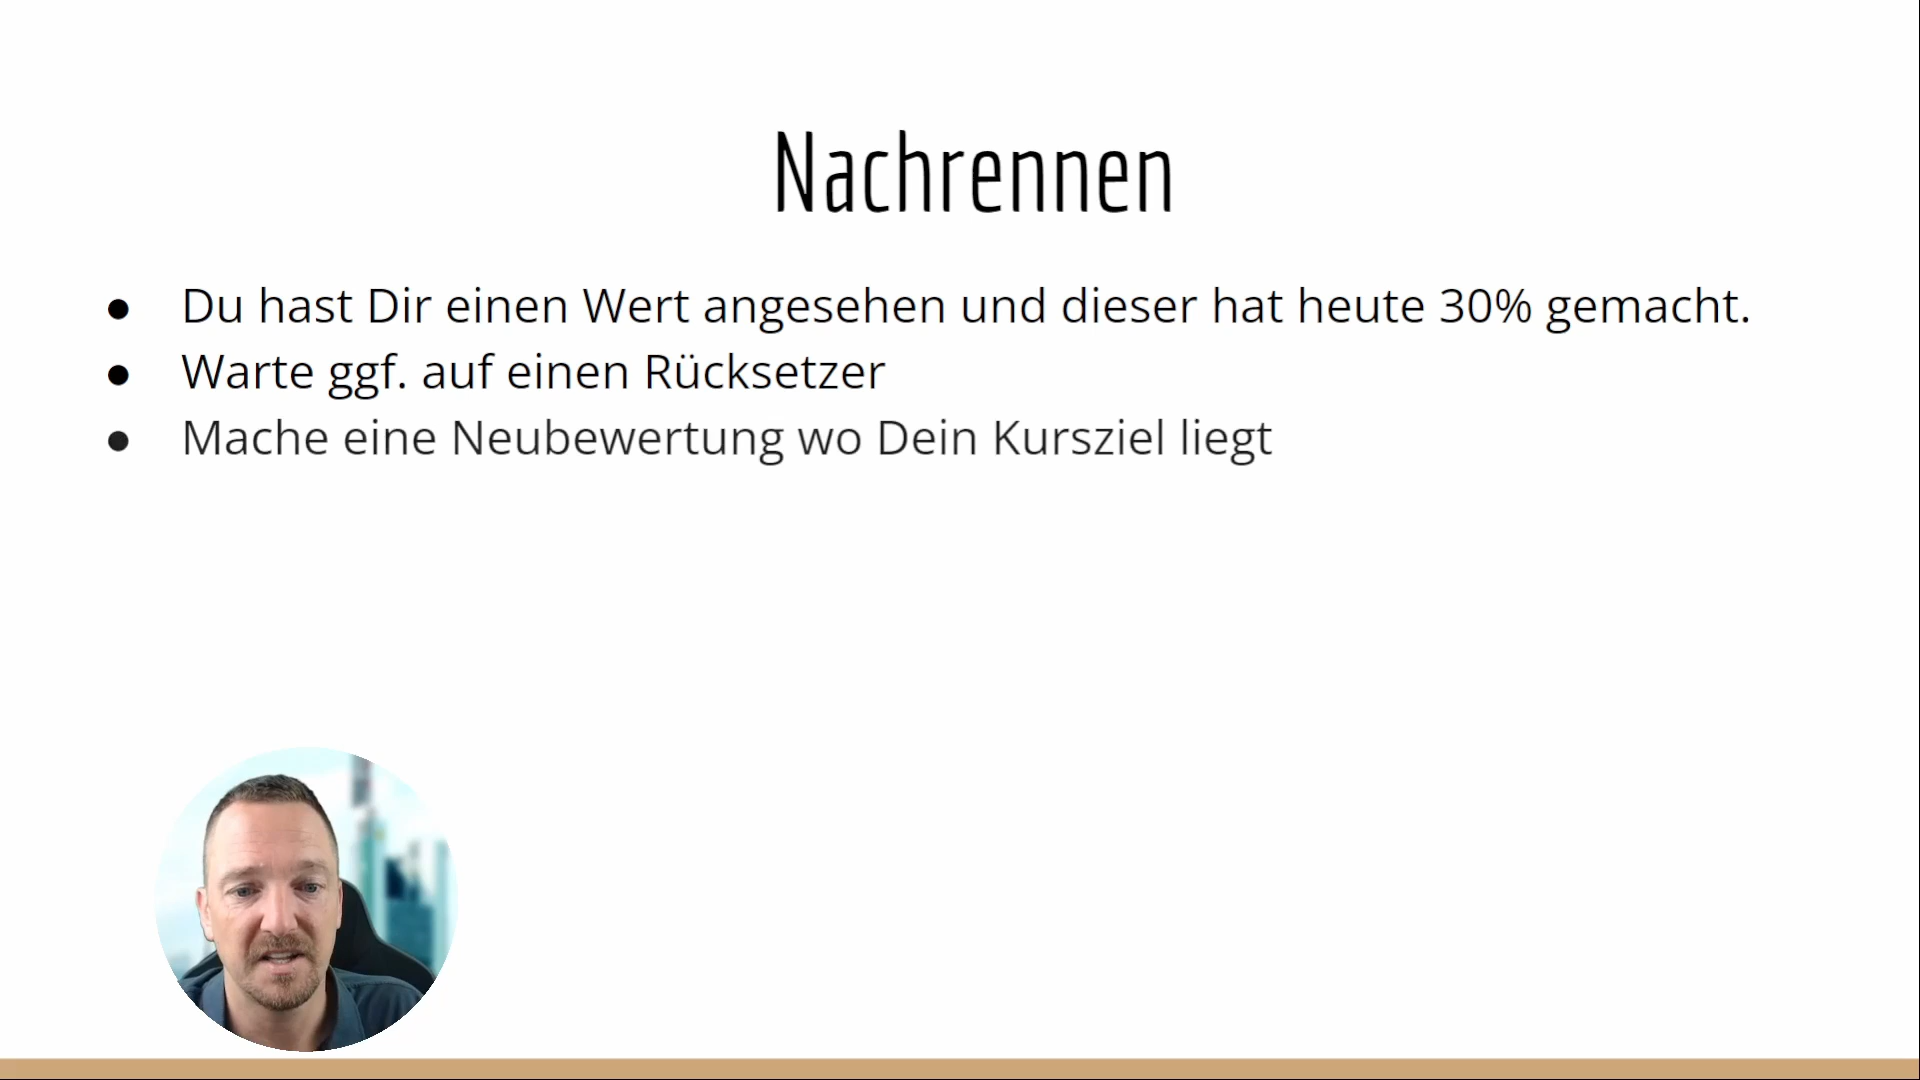 Nachrennen
● Du hast Dir einen Wert angesehen und dieser hat heute 30% gemacht.
● Warte ggf. auf einen Rücksetzer
● Mache eine Neubewertung wo Dein Kursziel liegt